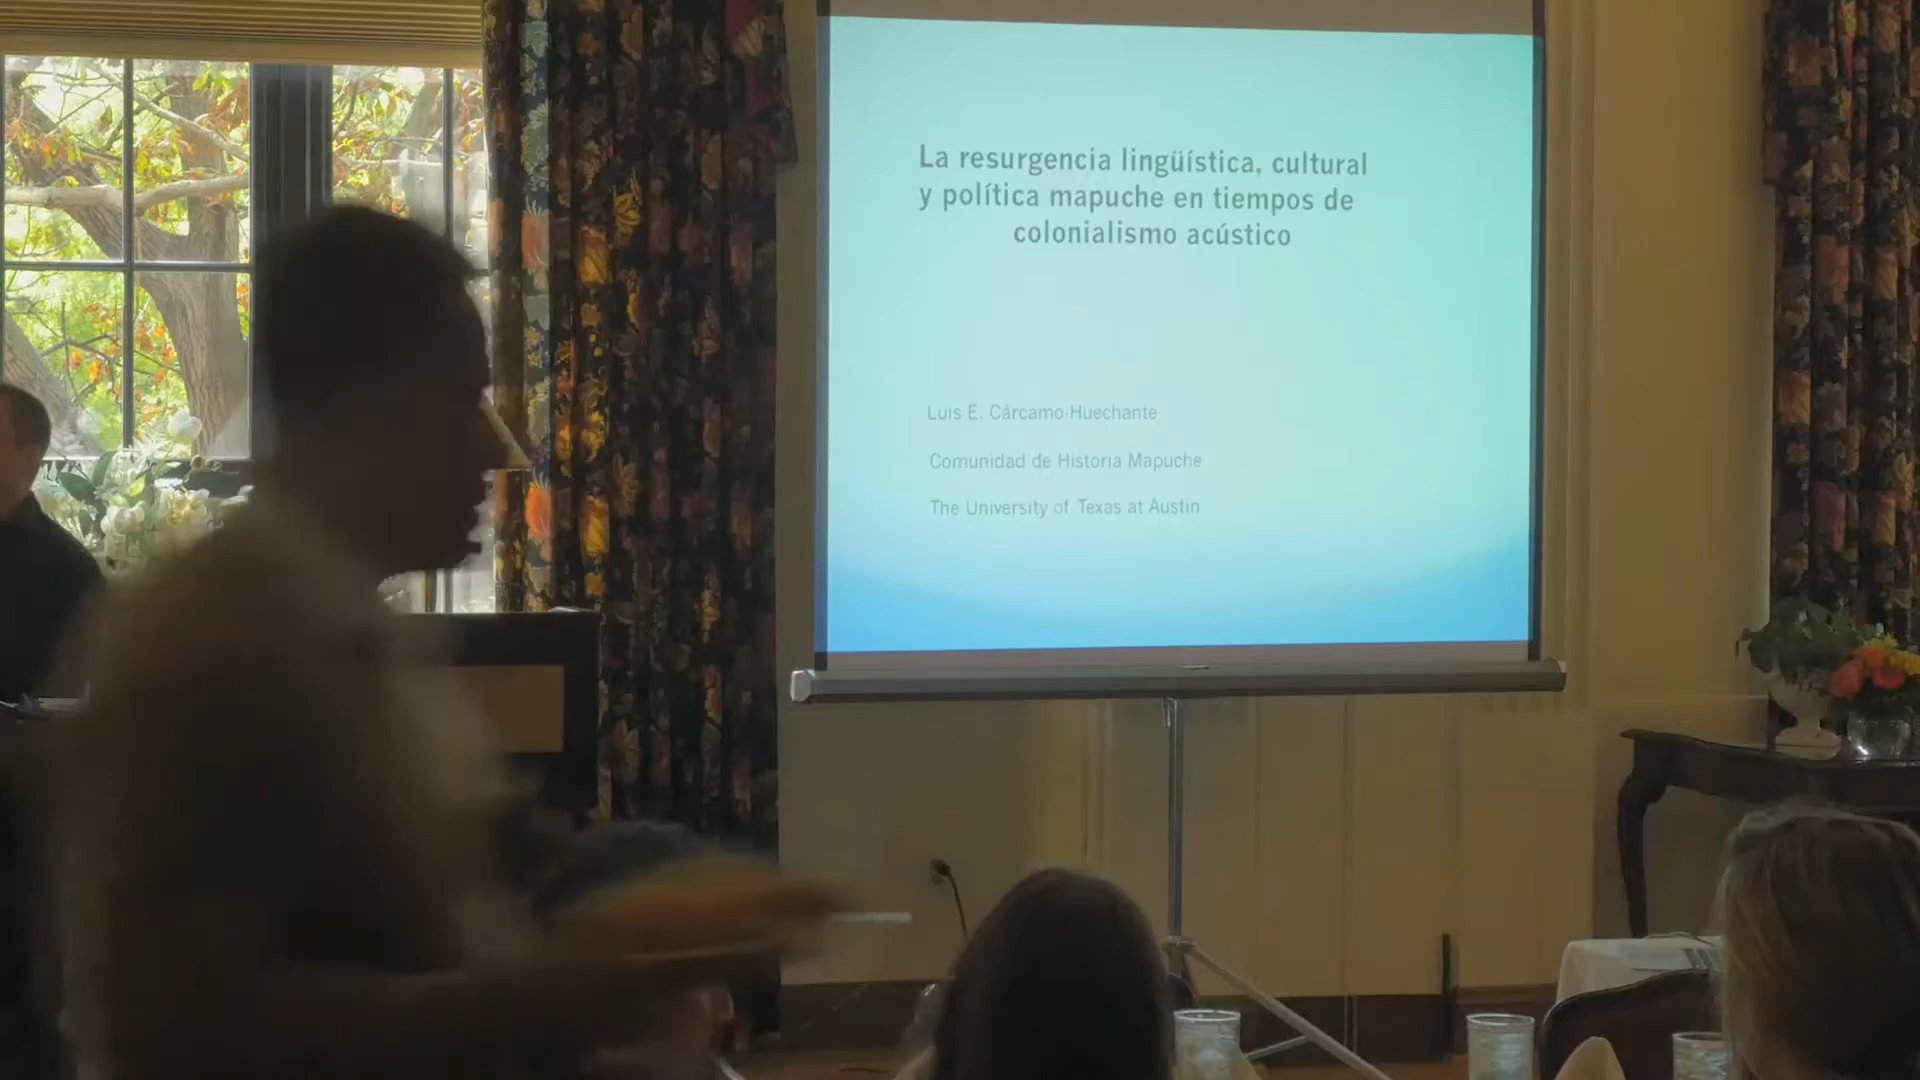 La resurgencia lingüística, cultural
y política mapuche en tiempos de
colonialismo acústico
Luis E. Cárcamo-Huechante
Comunidad de Historia Mapuche
The University of Texas at Austin